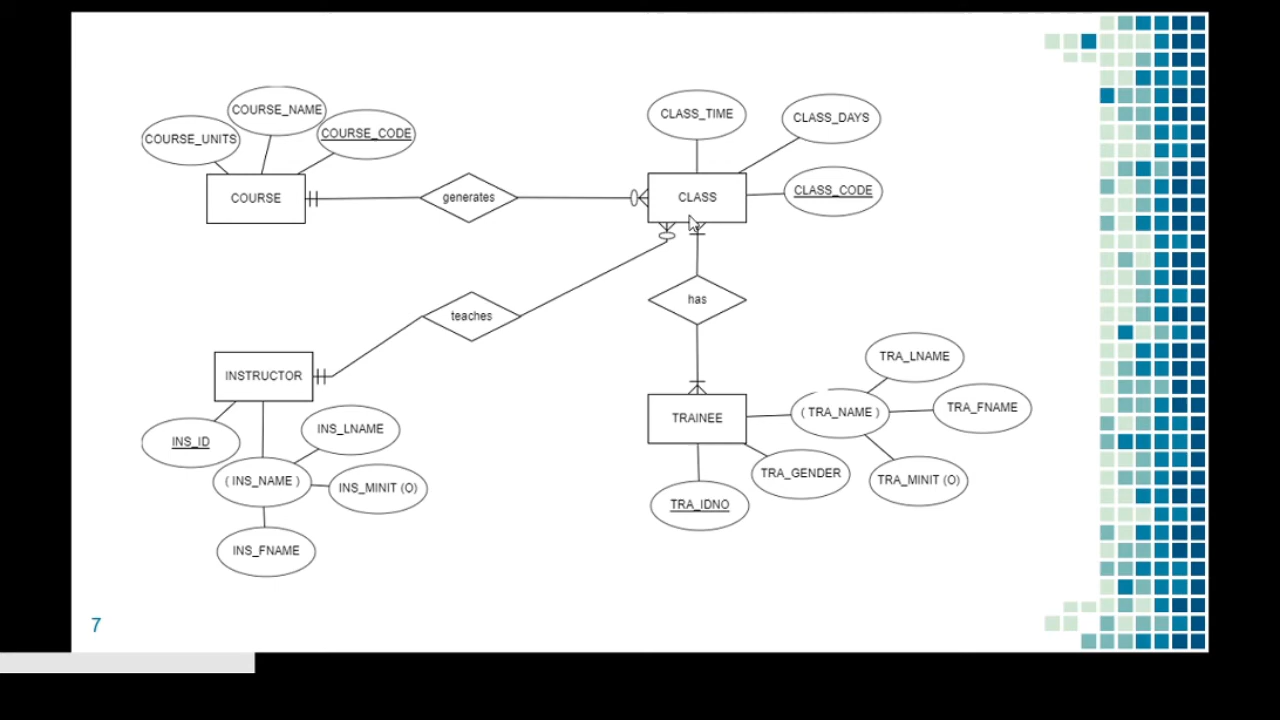 COURSE_NAME
COURSE_UNITS
COURSE_CODE
COURSE
generates
CLASS_TIME
CLASS_DAYS
CLASS
CLASS_CODE
teaches
has
INSTRUCTOR
INS_ID
INS_LNAME
( INS_NAME )
INS_MINIT (O)
INS_FNAME
TRAINEE
TRA_LNAME
( TRA_NAME )
TRA_FNAME
TRA_GENDER
TRA_MINIT (O)
TRA_IDNO
7